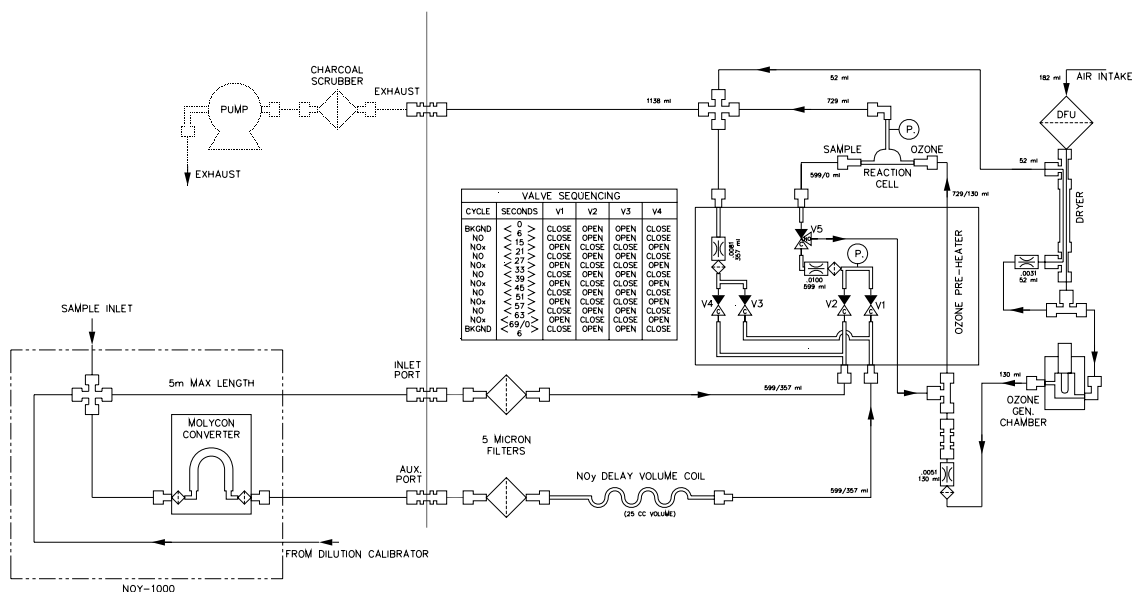 CHARCOAL
SCRUBBER
EXHAUST
PUMP
EXHAUST
1138 ml
52 ml
729 ml
182 ml
AIR INTAKE
DFU
P.
SAMPLE
OZONE
REACTION
CELL
599/0 ml
52 ml
729/130 ml
DRYER
VALVE SEQUENCING
CYCLE SECONDS V1 V2 V3 V4
0
BKGND < > CLOSE OPEN OPEN CLOSE
6
NO < > CLOSE OPEN OPEN CLOSE
15
NOx < > OPEN CLOSE CLOSE OPEN
21
NO < > CLOSE OPEN OPEN CLOSE
27
NOx < > OPEN CLOSE CLOSE OPEN
33
NO < > CLOSE OPEN OPEN CLOSE
39
NOx < > OPEN CLOSE CLOSE OPEN
45
NO < > CLOSE OPEN OPEN CLOSE
51
NOx < > OPEN CLOSE CLOSE OPEN
57
NO < > CLOSE OPEN OPEN CLOSE
63
NOx < > OPEN CLOSE CLOSE OPEN
69/0
BKGND < > CLOSE OPEN OPEN CLOSE
6
V5
.0081
357 ml
P.
.0100
599 ml
V4
V3
V2
V1
C
C
C
C
OZONE PRE-HEATER
.0031
52 ml
SAMPLE INLET
5m MAX LENGTH
INLET
PORT
599/357 ml
MOLYCON
CONVERTER
5 MICRON
FILTERS
130 ml
OZONE
GEN.
CHAMBER
AUX.
PORT
NOy DELAY VOLUME COIL
(25 CC VOLUME)
599/357 ml
.0051
130 ml
FROM DILUTION CALIBRATOR
NOY-1000